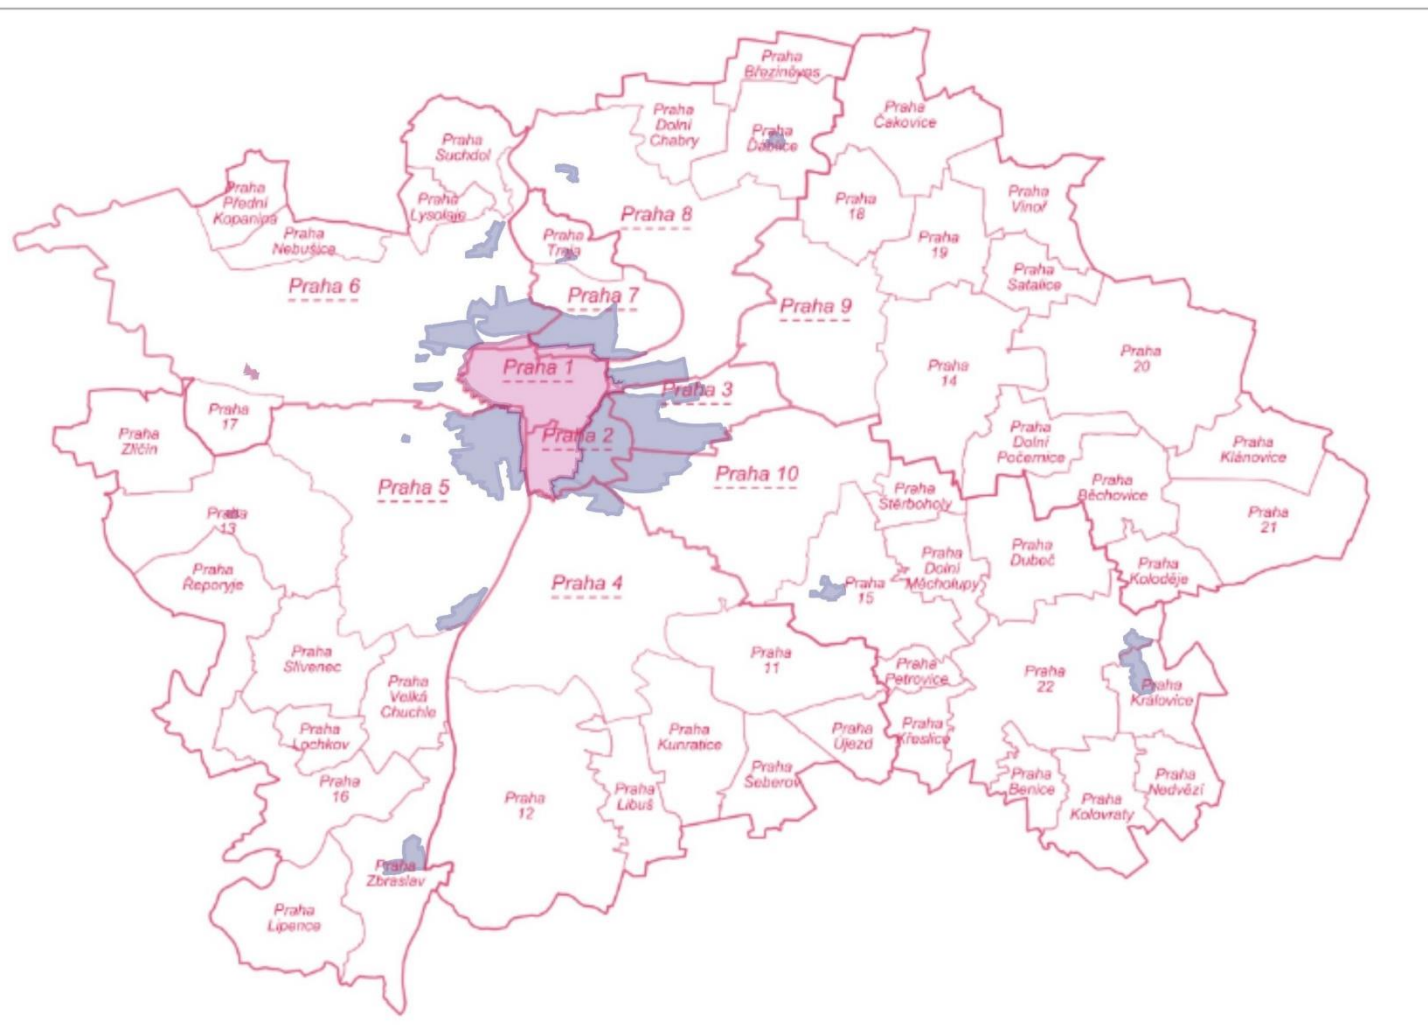 Praha
Březiněves
Praha
Dolní
Chabry
Praha
Ďáblice
Praha
Čakovice
Praha
Suchdol
Praha
Lysolaje
Praha
Přední
Kopanina
Praha
Nebušice
Praha 8
Praha
Troja
Praha
18
Praha
Vinoř
Praha
19
Praha
Satalice
Praha 6
Praha 7
Praha 9
Praha 1
Praha 3
Praha
14
Praha
20
Praha
17
Praha
Zličín
Praha 2
Praha
Dolní
Počernice
Praha
Klánovice
Praha 5
Praha 10
Praha
Štěrboholy
Praha
Běchovice
Praha
21
Praha
13
Praha
Řeporyje
Praha 4
Praha
15
Praha
Dolní
Měcholupy
Praha
Dubeč
Praha
Koloděje
Praha
Slivenec
Praha
Velká
Chuchle
Praha
11
Praha
Petrovice
Praha
22
Praha
Královice
Praha
Lochkov
Praha
Kunratice
Praha
Újezd
Praha
Křeslice
Praha
16
Praha
12
Praha
Libuš
Praha
Šeberov
Praha
Benice
Praha
Kolovraty
Praha
Nedvězí
Praha
Zbraslav
Praha
Lipence